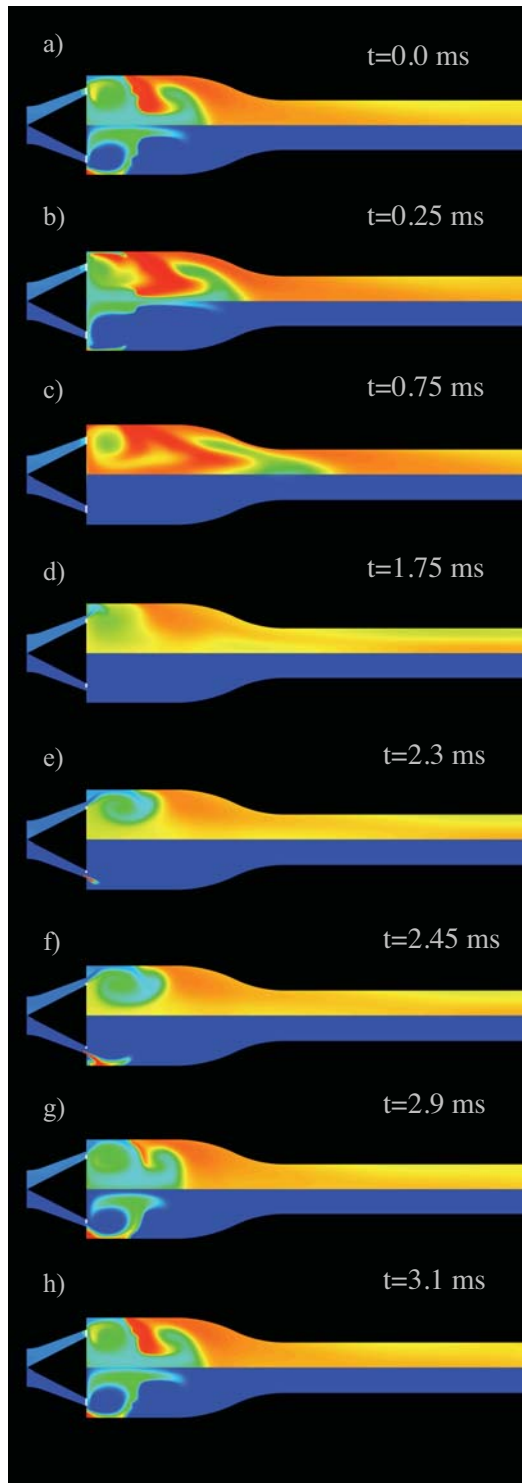 a)
t=0.0 ms
b)
t=0.25 ms
c)
t=0.75 ms
d)
t=1.75 ms
e)
t=2.3 ms
f)
t=2.45 ms
g)
t=2.9 ms
h)
t=3.1 ms